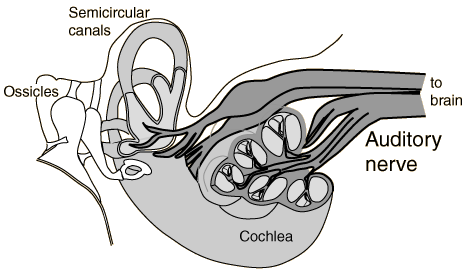 Semicircular
canals
Ossicles
to
brain
Auditory
nerve
Cochlea